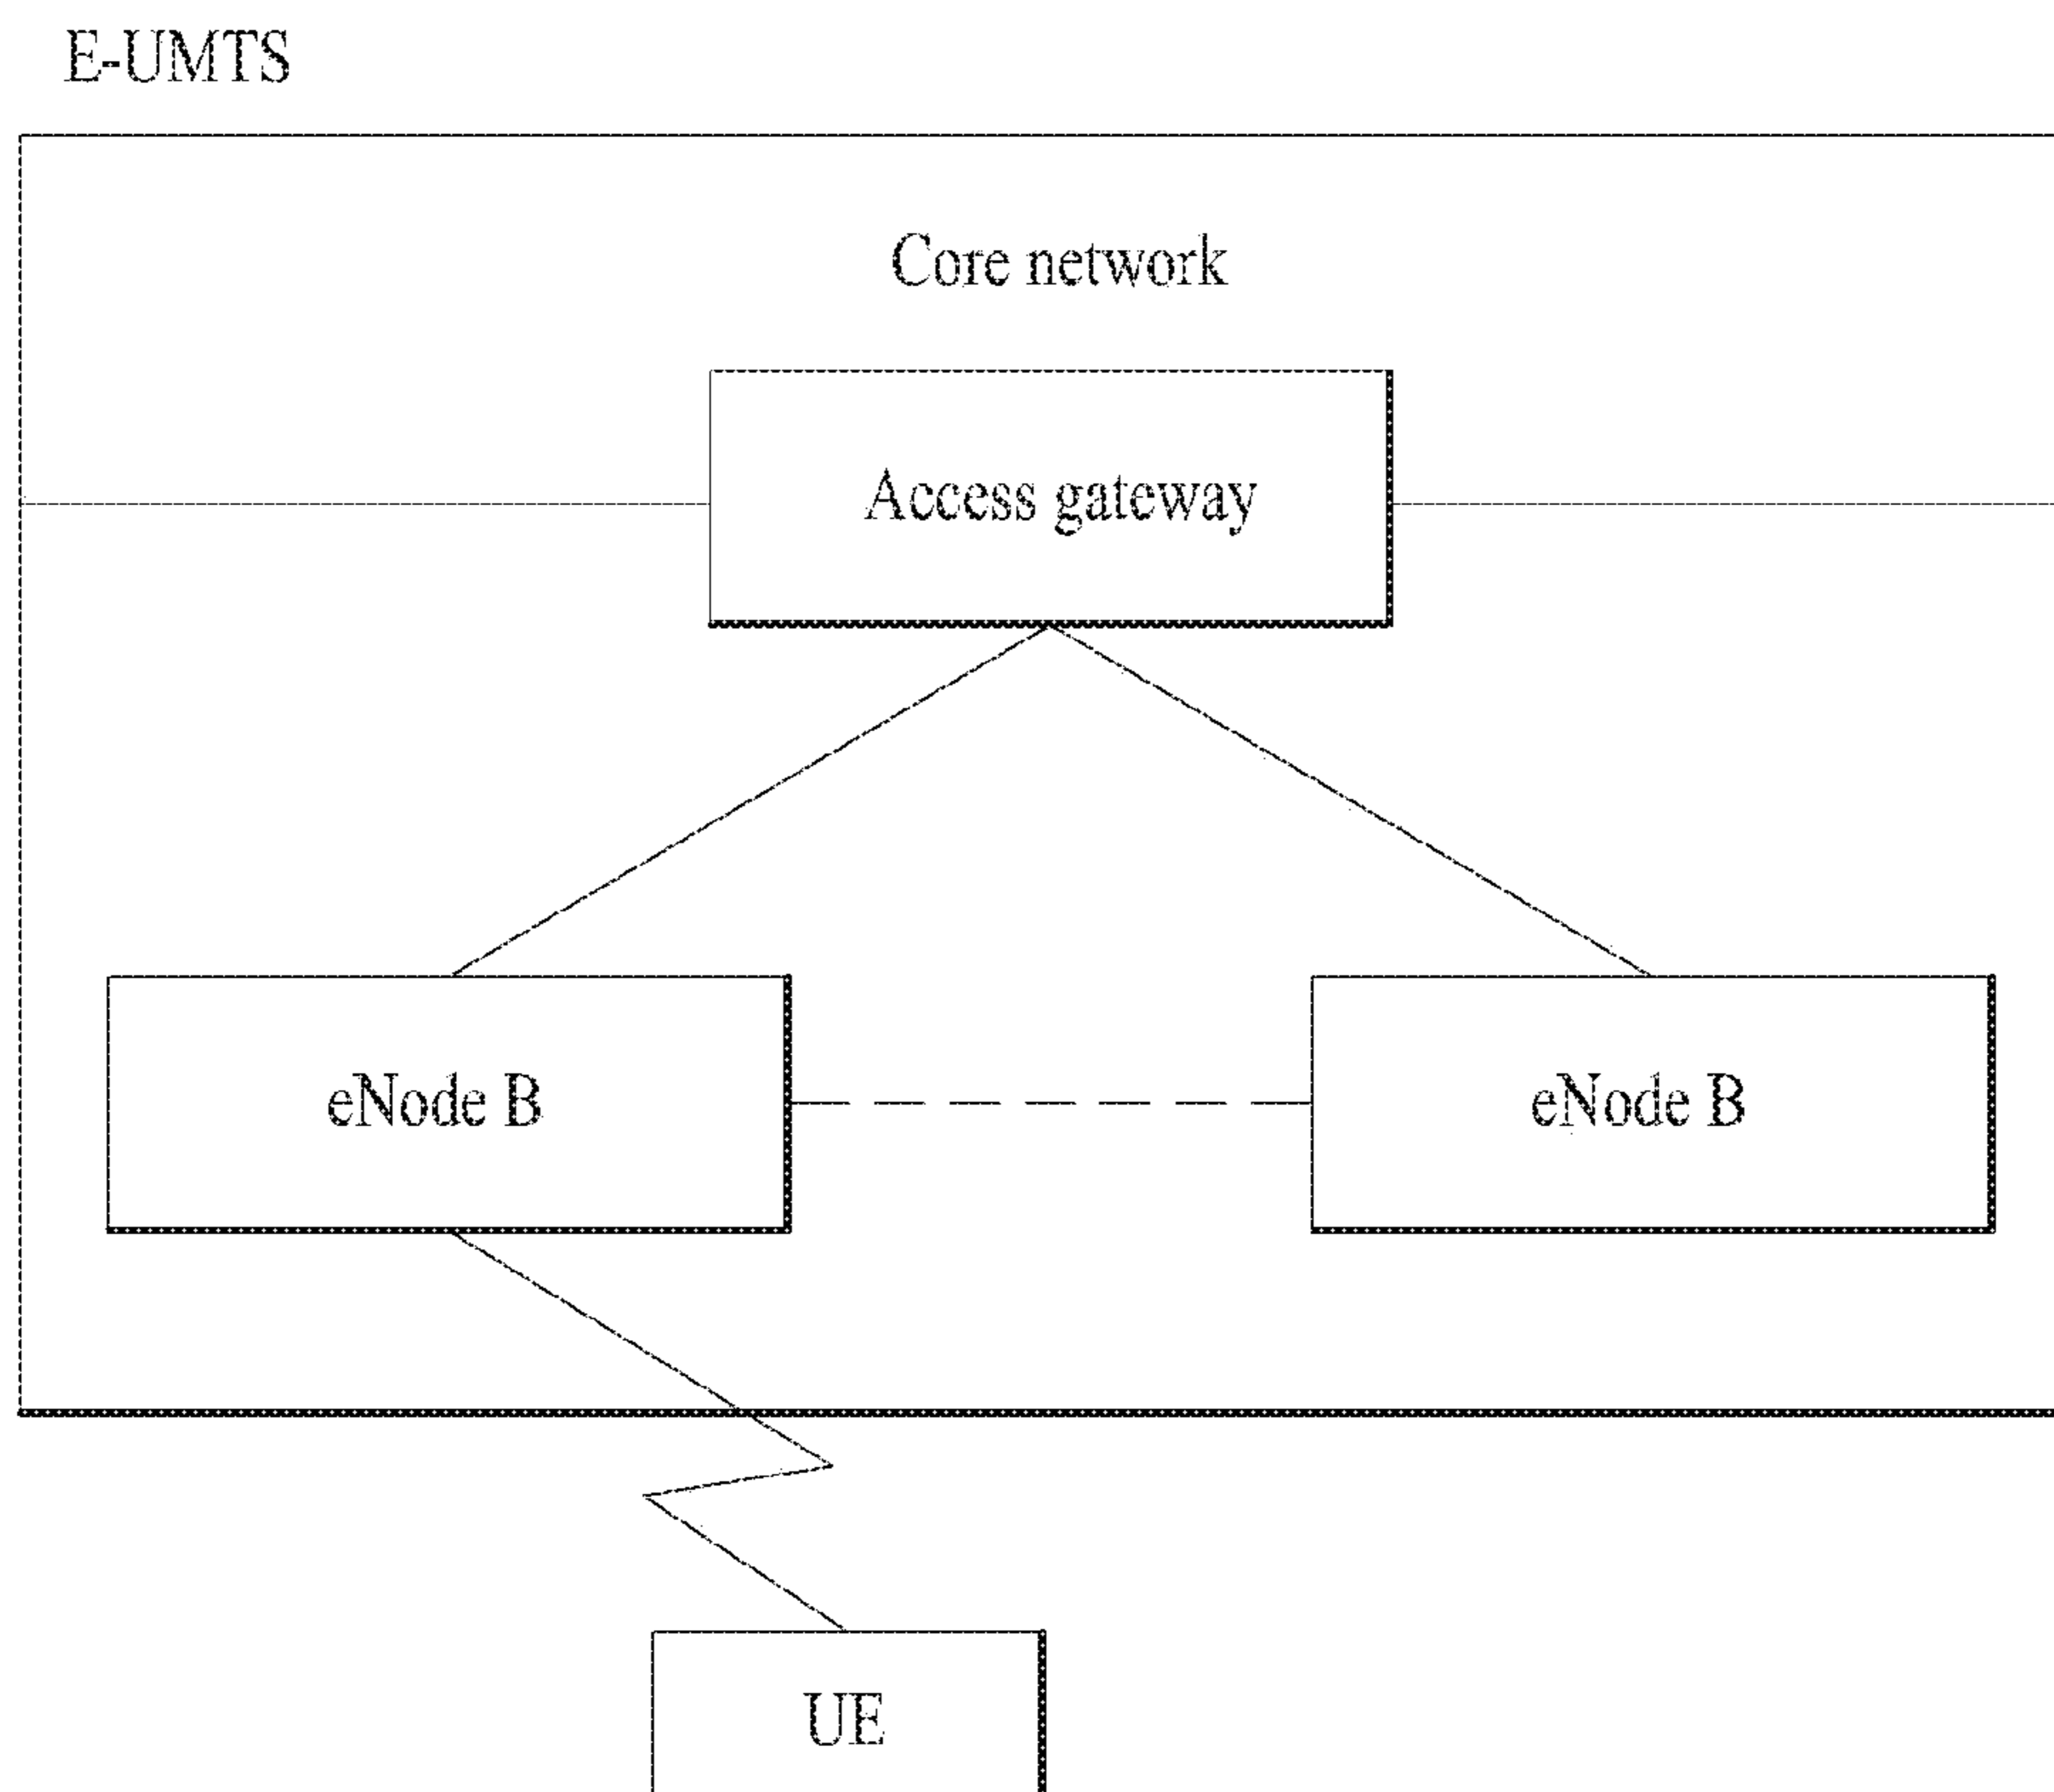 E-UMTS
Core network
Access gateway
eNode B
eNode B
UE